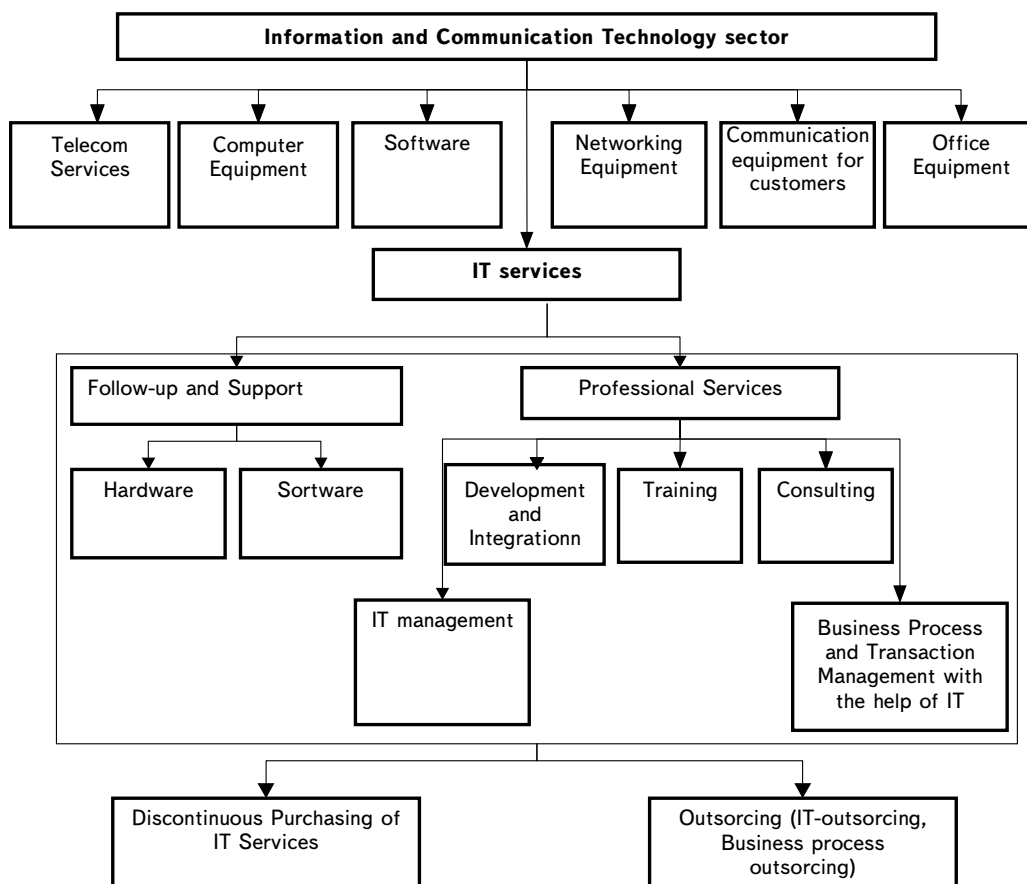 Information and Communication Technology sector
Telecom
Services
Computer
Equipment
Software
Networking
Equipment
Communication
equipment for
customers
Office
Equipment
IT services
Follow-up and Support
Professional Services
Hardware
Sortware
Development
and
Integrationn
Training
Consulting
IT management
Business Process
and Transaction
Management with
the help of IT
Discontinuous Purchasing of
IT Services
Outsorcing (IT-outsorcing,
Business process
outsorcing)